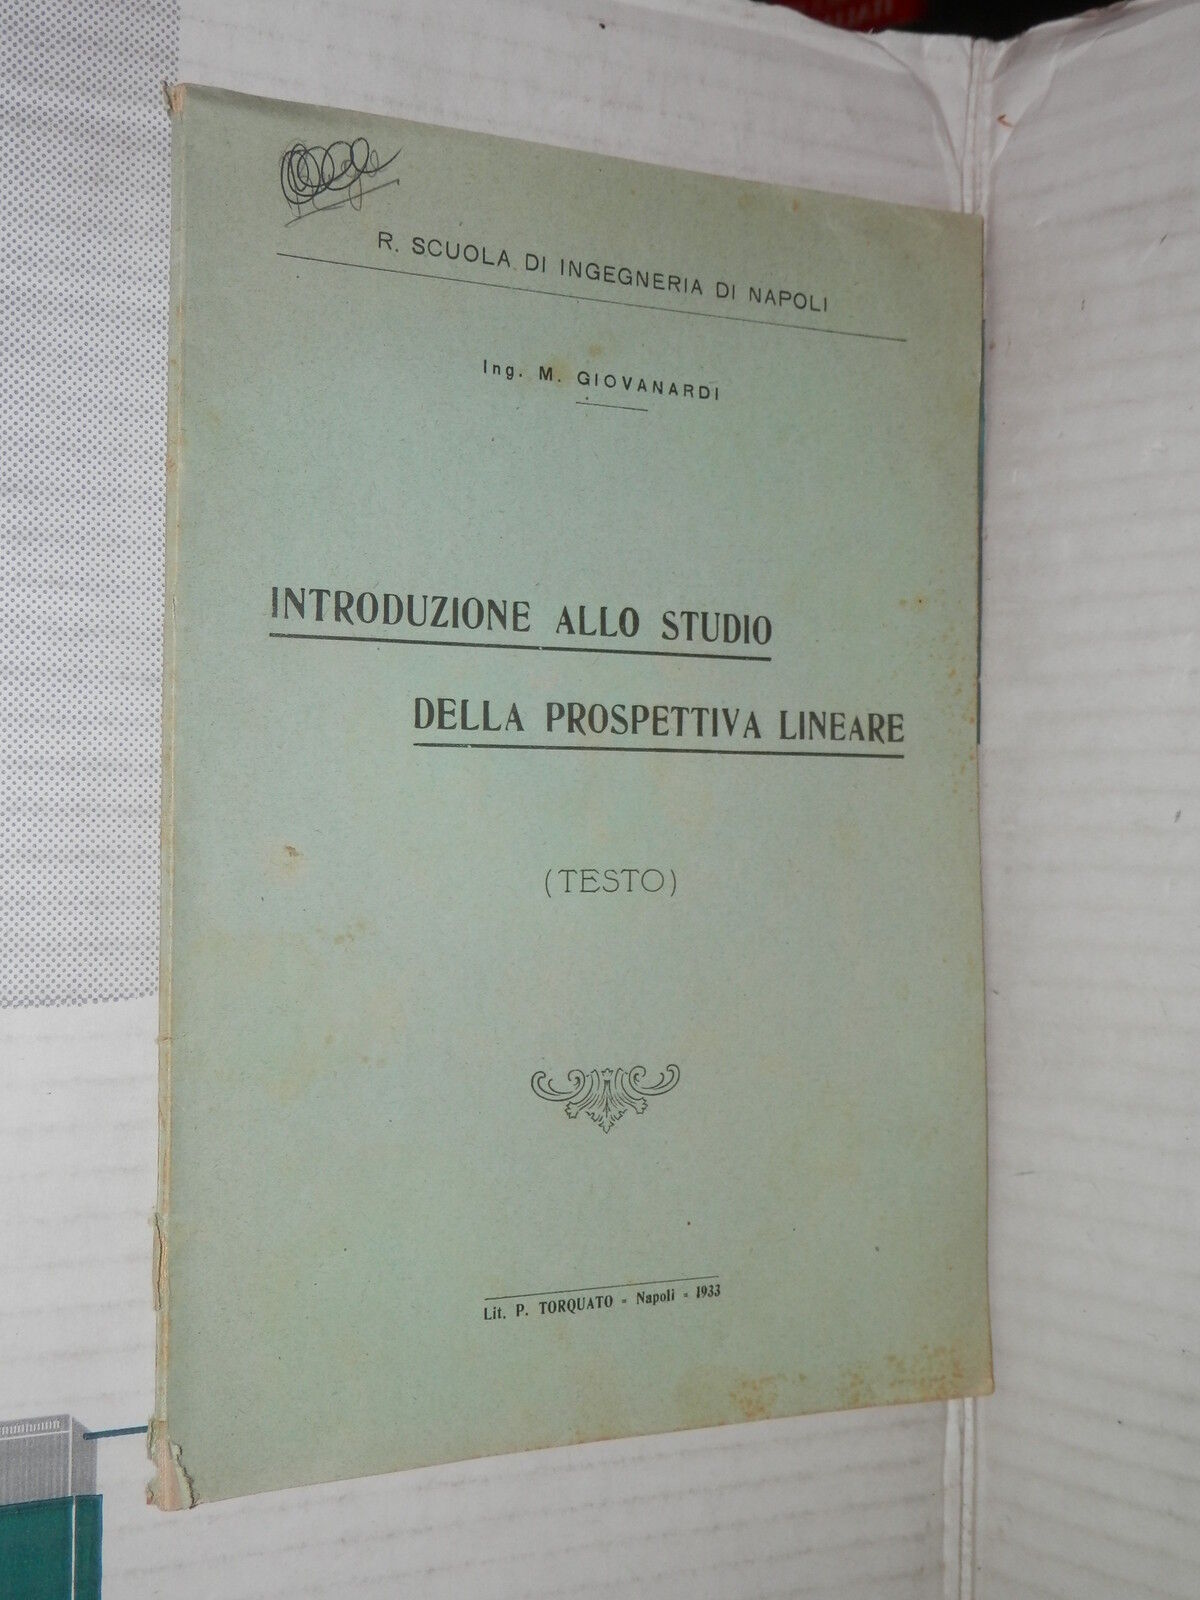 R. SCUOLA DI INGEGNERIA DI NAPOLI
Ing. M. GIOVANARDI
INTRODUZIONE ALLO STUDIO
DELLA PROSPETTIVA LINEARE
(TESTO)
Lit. P. TORQUATO - Napoli - 1933